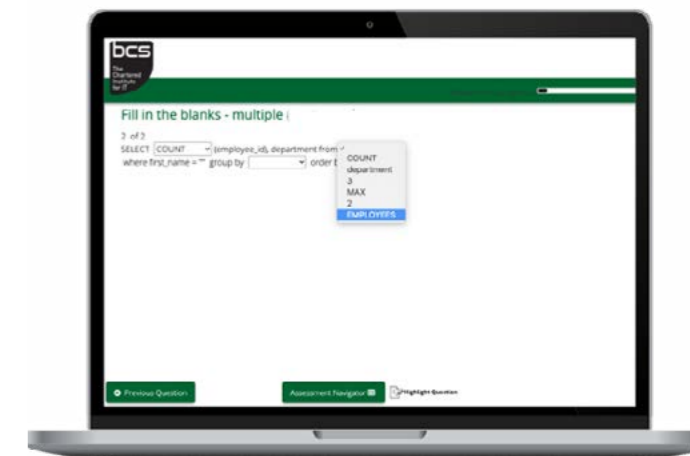 bcs
The
Chartered
Institute
for IT
Fill in the blanks - multiple
2 of 2
SELECT COUNT (employee_id), department from
where first_name = "" group by order b
COUNT
department
3
MAX
2
EMPLOYEES
Previous Question
Assessment Navigator
Highlight Question